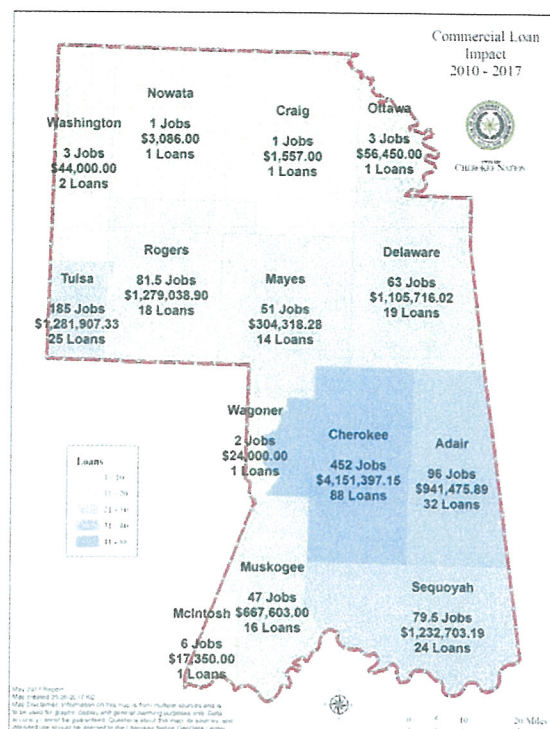 Commercial Loan
Impact
2010 - 2017
CHEROKEE NATION
Nowata
1 Jobs
$3,086.00
1 Loans
Craig
1 Jobs
$1,557.00
1 Loans
Ottawa
3 Jobs
$56,450.00
1 Loans
Washington
3 Jobs
$44,000.00
2 Loans
Rogers
81.5 Jobs
$1,279,038.90
18 Loans
Mayes
51 Jobs
$304,318.28
14 Loans
Delaware
63 Jobs
$1,105,716.02
19 Loans
Tulsa
185 Jobs
$1,281,907.33
25 Loans
Wagoner
2 Jobs
$24,000.00
1 Loans
Cherokee
452 Jobs
$4,151,397.15
88 Loans
Adair
96 Jobs
$941,475.89
32 Loans
Loans
Muskogee
47 Jobs
$667,603.00
16 Loans
Sequoyah
79.5 Jobs
$1,232,703.19
24 Loans
McIntosh
6 Jobs
$17,350.00
1 Loans
May 2017 Report
0 5 10 20 Miles